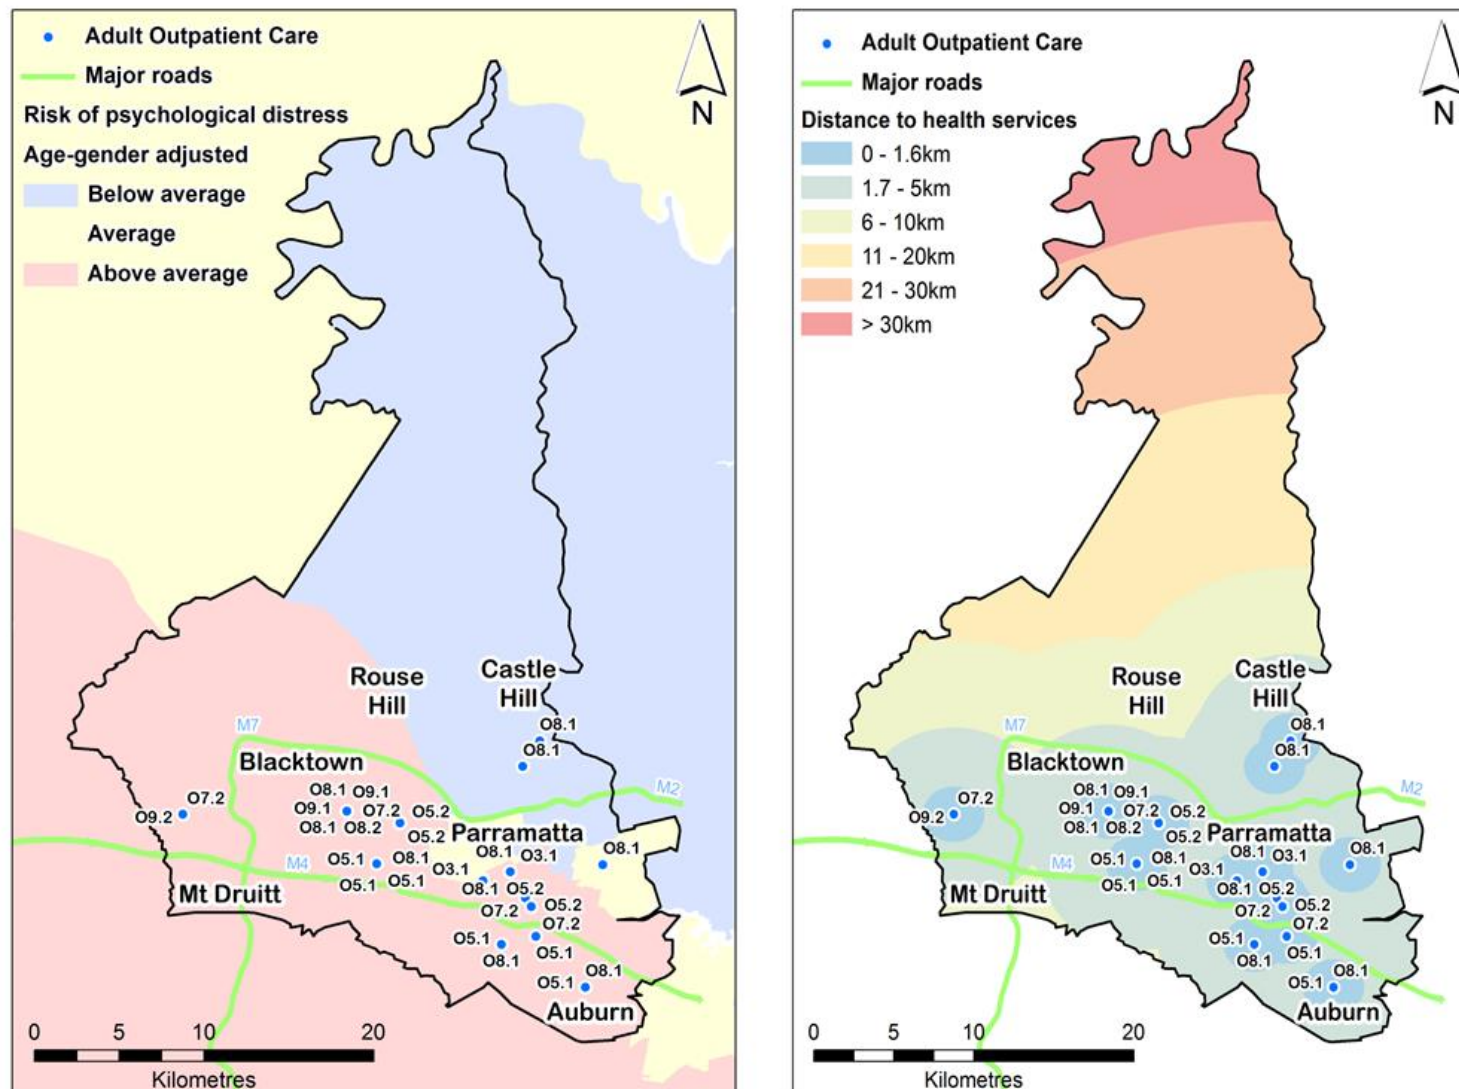 Adult Outpatient Care
Major roads
Risk of psychological distress
Age-gender adjusted
Below average
Average
Above average
N
Rouse
Hill
Castle
Hill
O8.1
O8.1
M7
M2
Blacktown
O8.1 O9.1
O9.1 O7.2 O5.2
O8.1 O8.2 O5.2
O7.2
O9.2
Parramatta
O8.1 O3.1
O8.1
O5.1 O8.1 O3.1
M4
O5.1 O5.1
O8.1 O5.2
Mt Druitt
O7.2 O5.2
O7.2
O5.1 O5.1
O8.1
O8.1
O5.1
Auburn
0 5 10 20
Kilometres
Adult Outpatient Care
Major roads
Distance to health services
0 - 1.6km
1.7 - 5km
6 - 10km
11 - 20km
21 - 30km
> 30km
N
Rouse
Hill
Castle
Hill
O8.1
O8.1
M7
M2
Blacktown
O8.1 O9.1
O9.1 O7.2 O5.2
O8.1 O8.2 O5.2
O7.2
O9.2
Parramatta
O8.1 O3.1
O8.1
O5.1 O8.1 O3.1
M4
O5.1 O5.1
O8.1 O5.2
Mt Druitt
O7.2 O5.2
O7.2
O5.1 O5.1
O8.1
O8.1
O5.1
Auburn
0 5 10 20
Kilometres